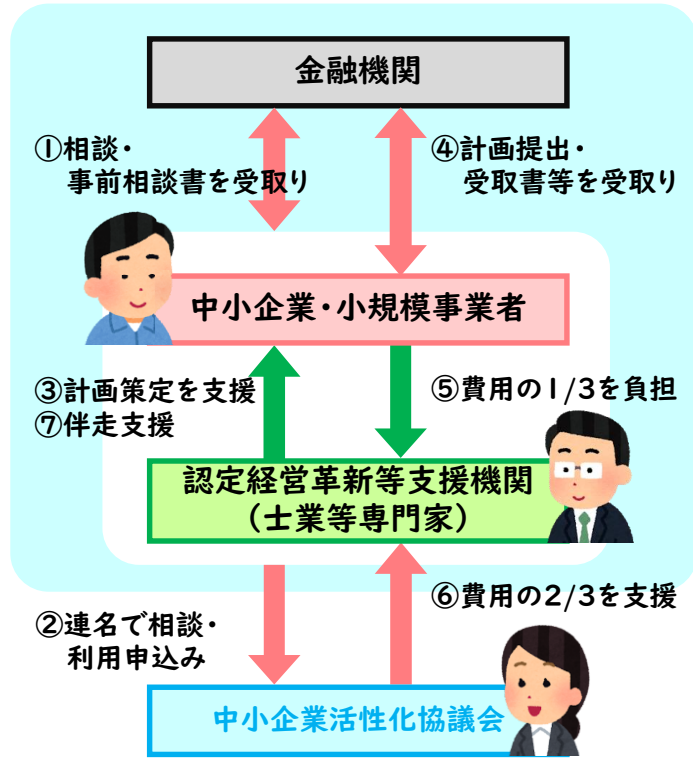 金融機関
①相談・
事前相談書を受取り
④計画提出・
受取書等を受取り
中小企業・小規模事業者
③計画策定を支援
⑦伴走支援
⑤費用の1/3を負担
認定経営革新等支援機関
（士業等専門家）
②連名で相談・
利用申込み
⑥費用の2/3を支援
中小企業活性化協議会